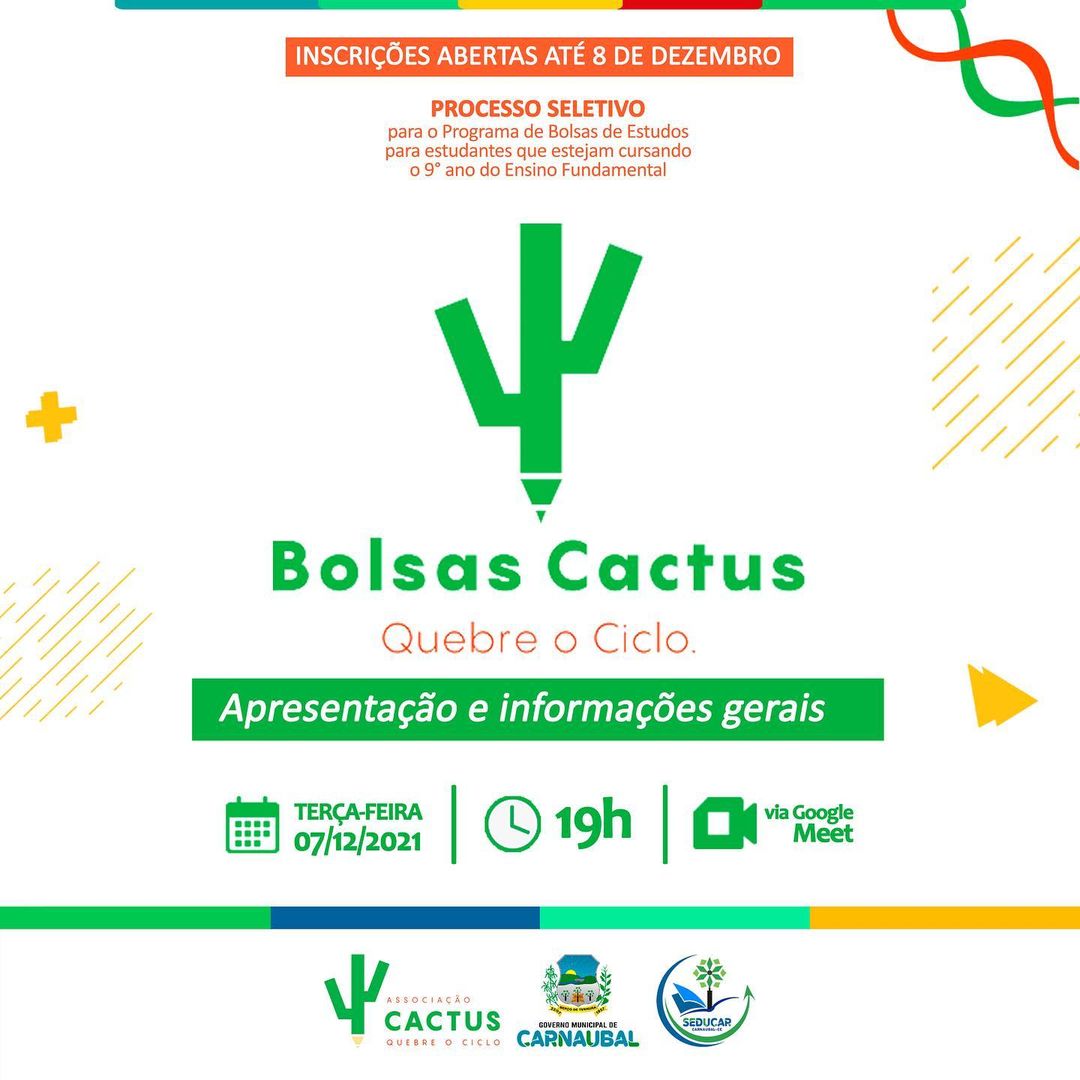 INSCRIÇÕES ABERTAS ATÉ 8 DE DEZEMBRO
PROCESSO SELETIVO
para o Programa de Bolsas de Estudos
para estudantes que estejam cursando
o 9° ano do Ensino Fundamental
Bolsas Cactus
Quebre o Ciclo.
Apresentação e informações gerais
TERÇA-FEIRA
07/12/2021
19h
via Google
Meet
ASSOCIAÇÃO
CACTUS
QUEBRE O CICLO
GOVERNO MUNICIPAL DE
CARNAUBAL
SEDUCAR
CARNAUBAL-CE